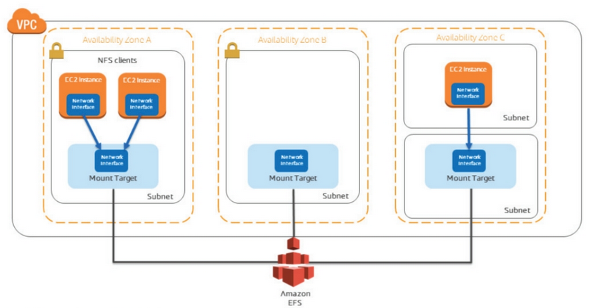 VPC
Availability Zone A
NFS clients
EC2 Instance
Network
Interface
EC2 Instance
Network
Interface
Network
Interface
Mount Target
Subnet
Availability Zone B
Network
Interface
Mount Target
Subnet
Availability Zone C
EC2 Instance
Network
Interface
Subnet
Network
Interface
Mount Target
Subnet
Amazon
EFS